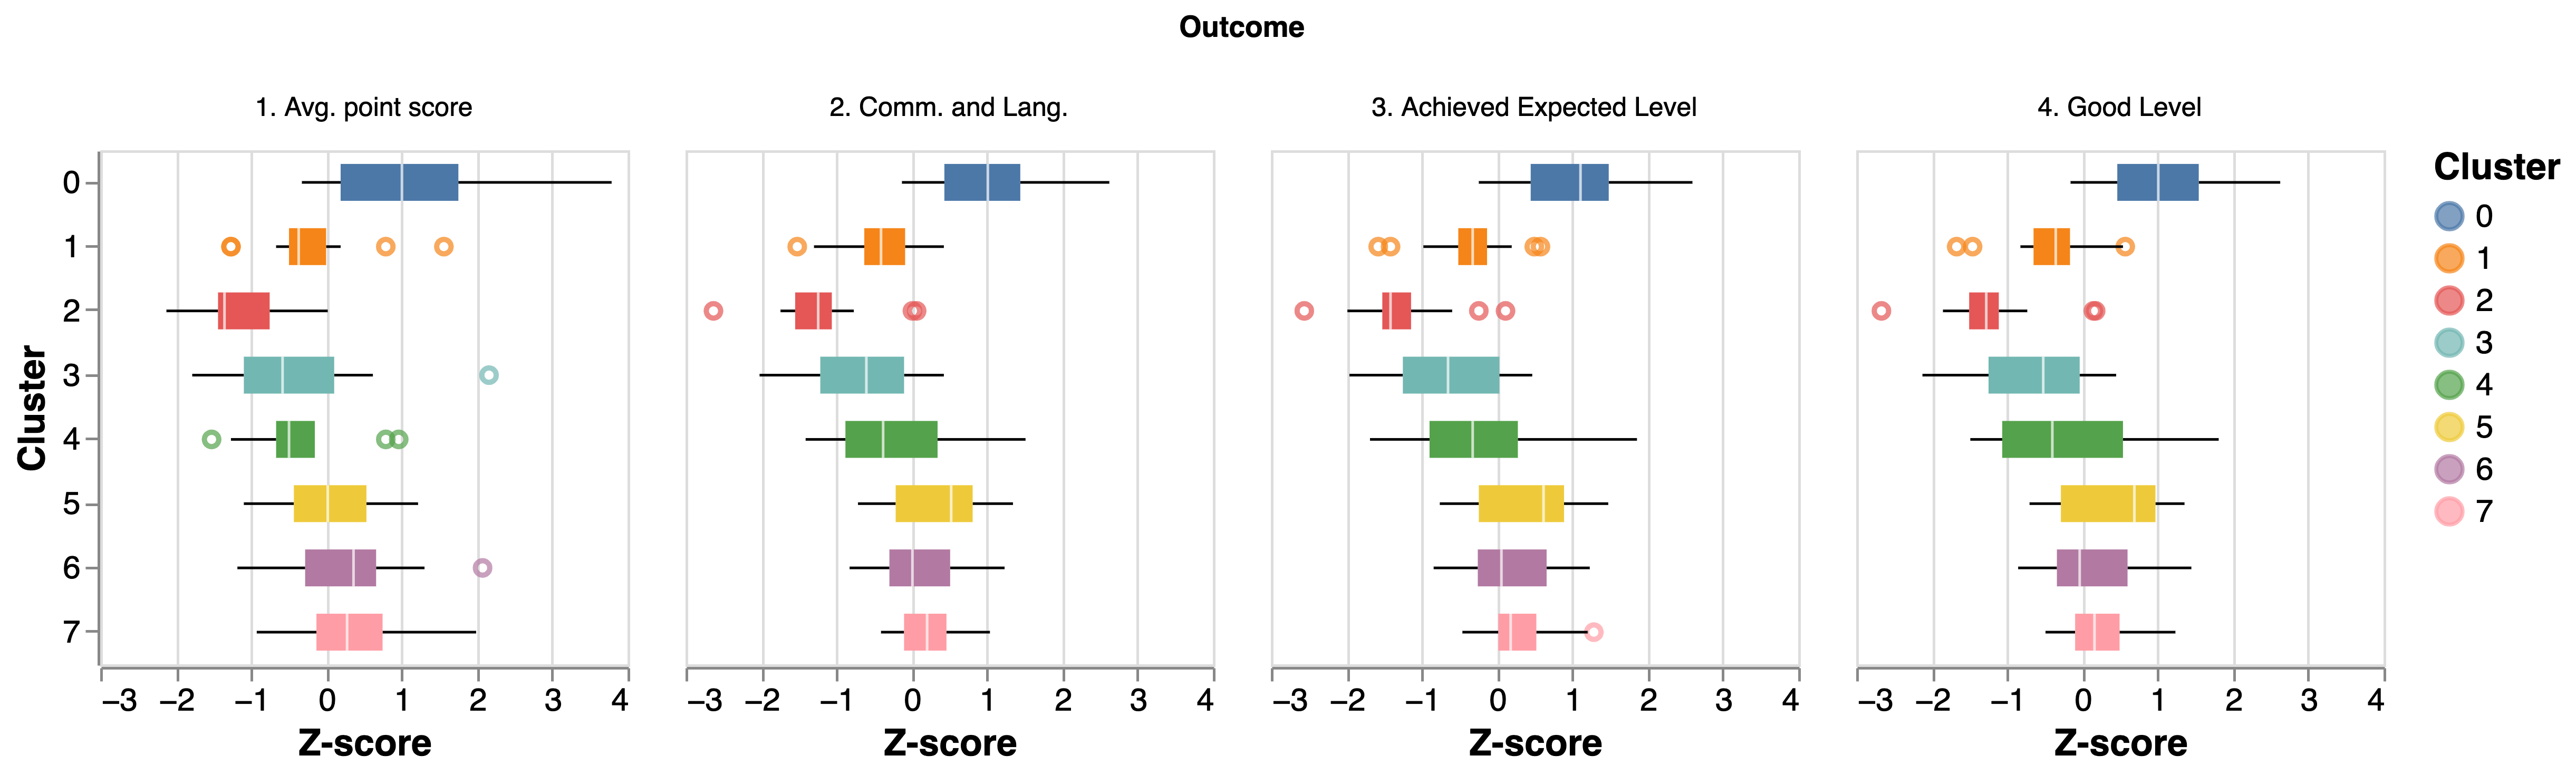 Outcome
1. Avg. point score
2. Comm. and Lang.
3. Achieved Expected Level
4. Good Level
Cluster
0
1
2
3
4
5
6
7
−3 −2 −1 0 1 2 3 4
Z-score
−3 −2 −1 0 1 2 3 4
Z-score
−3 −2 −1 0 1 2 3 4
Z-score
−3 −2 −1 0 1 2 3 4
Z-score
Cluster
0
1
2
3
4
5
6
7